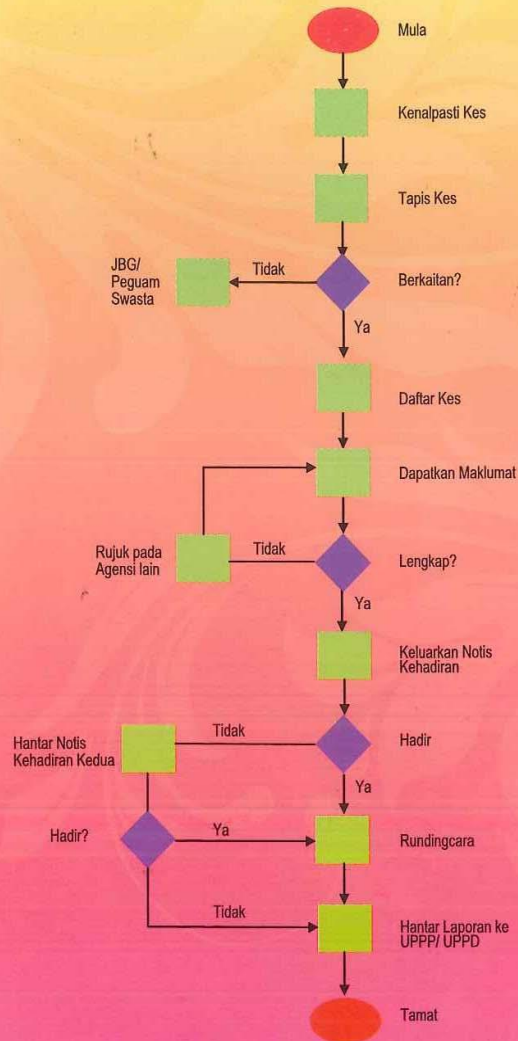 Mula
Kenalpasti Kes
Tapis Kes
JBG/
Peguam
Swasta
Tidak
Berkaitan?
Ya
Daftar Kes
Dapatkan Maklumat
Rujuk pada
Agensi lain
Tidak
Lengkap?
Ya
Keluarkan Notis
Kehadiran
Hantar Notis
Kehadiran Kedua
Tidak
Hadir
Ya
Hadir?
Ya
Rundingcara
Tidak
Hantar Laporan ke
UPPP/ UPPD
Tamat